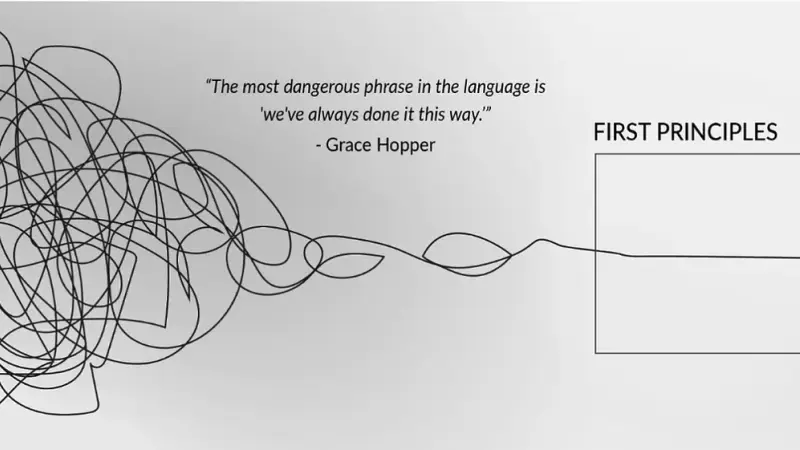 “The most dangerous phrase in the language is
'we've always done it this way.’”
- Grace Hopper
FIRST PRINCIPLES